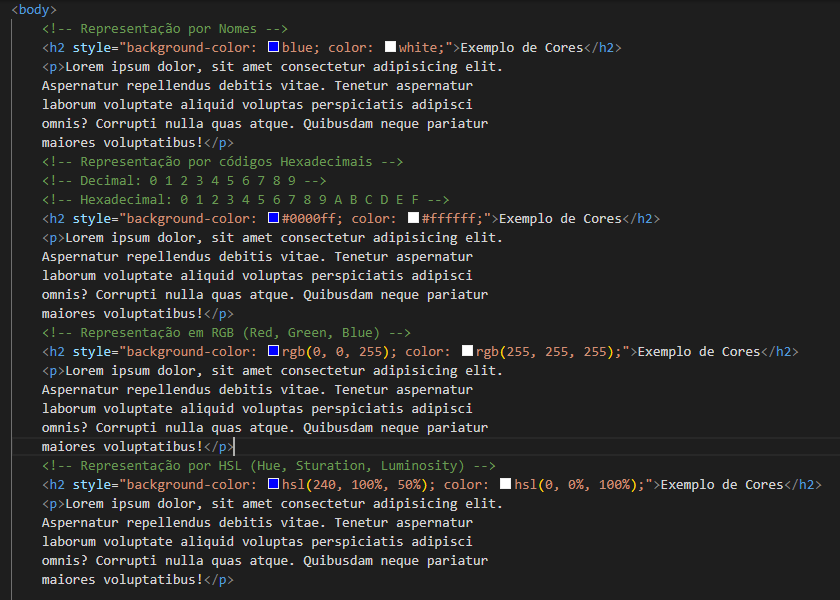 <body>
<!-- Representação por Nomes -->
<h2 style="background-color: blue; color: white;">Exemplo de Cores</h2>
<p>Lorem ipsum dolor, sit amet consectetur adipisicing elit.
Aspernatur repellendus debitis vitae. Tenetur aspernatur
laborum voluptate aliquid voluptas perspiciatis adipisci
omnis? Corrupti nulla quas atque. Quibusdam neque pariatur
maiores voluptatibus!</p>
<!-- Representação por códigos Hexadecimais -->
<!-- Decimal: 0 1 2 3 4 5 6 7 8 9 -->
<!-- Hexadecimal: 0 1 2 3 4 5 6 7 8 9 A B C D E F -->
<h2 style="background-color: #0000ff; color: #ffffff;">Exemplo de Cores</h2>
<p>Lorem ipsum dolor, sit amet consectetur adipisicing elit.
Aspernatur repellendus debitis vitae. Tenetur aspernatur
laborum voluptate aliquid voluptas perspiciatis adipisci
omnis? Corrupti nulla quas atque. Quibusdam neque pariatur
maiores voluptatibus!</p>
<!-- Representação em RGB (Red, Green, Blue) -->
<h2 style="background-color: rgb(0, 0, 255); color: rgb(255, 255, 255);">Exemplo de Cores</h2>
<p>Lorem ipsum dolor, sit amet consectetur adipisicing elit.
Aspernatur repellendus debitis vitae. Tenetur aspernatur
laborum voluptate aliquid voluptas perspiciatis adipisci
omnis? Corrupti nulla quas atque. Quibusdam neque pariatur
maiores voluptatibus!</p>
<!-- Representação por HSL (Hue, Sturation, Luminosity) -->
<h2 style="background-color: hsl(240, 100%, 50%); color: hsl(0, 0%, 100%);">Exemplo de Cores</h2>
<p>Lorem ipsum dolor, sit amet consectetur adipisicing elit.
Aspernatur repellendus debitis vitae. Tenetur aspernatur
laborum voluptate aliquid voluptas perspiciatis adipisci
omnis? Corrupti nulla quas atque. Quibusdam neque pariatur
maiores voluptatibus!</p>